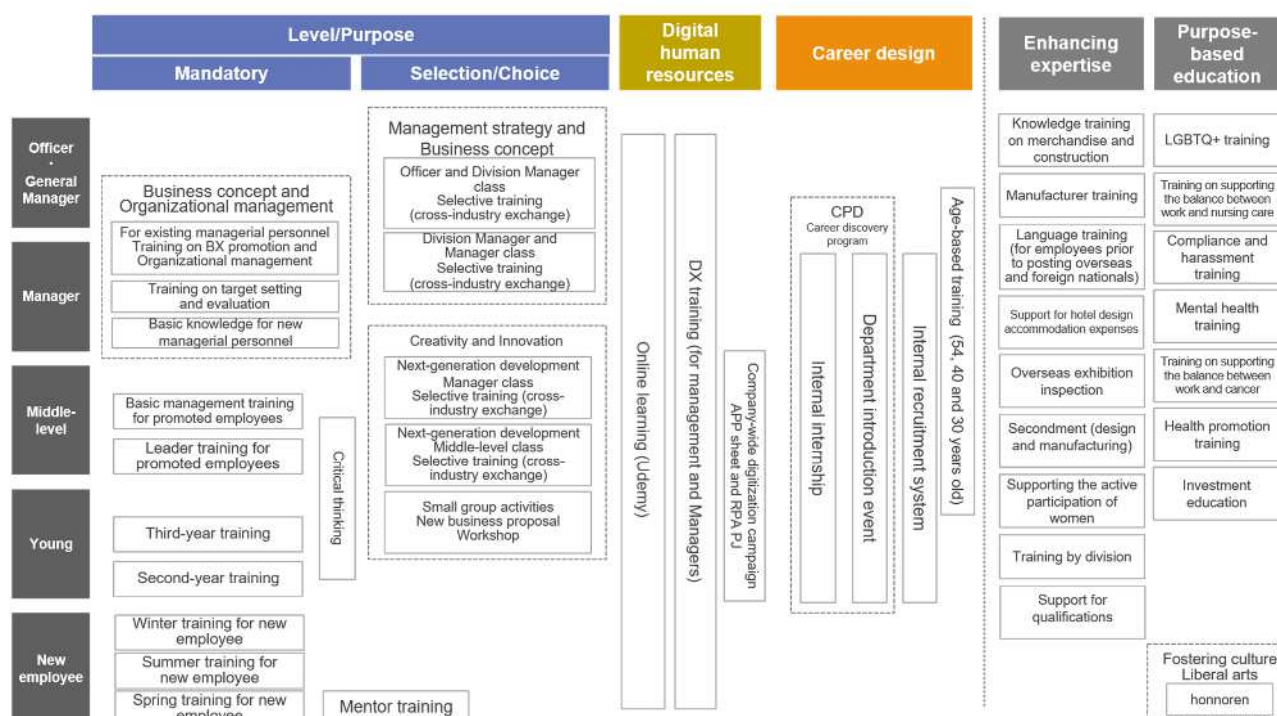 Level/Purpose
Mandatory
Selection/Choice
Digital
human
resources
Career design
Enhancing
expertise
Purpose-
based
education
Officer
・
General
Manager
Manager
Middle-
level
Young
New
employee
Business concept and
Organizational management
For existing managerial personnel
Training on BX promotion and
Organizational management
Training on target setting
and evaluation
Basic knowledge for new
managerial personnel
Basic management training
for promoted employees
Leader training for
promoted employees
Third-year training
Second-year training
Critical thinking
Winter training for new
employee
Summer training for
new employee
Spring training for new
employee
Mentor training
Management strategy and
Business concept
Officer and Division Manager
class
Selective training
(cross-industry exchange)
Division Manager and
Manager class
Selective training
(cross-industry exchange)
Creativity and Innovation
Next-generation development
Manager class
Selective training (cross-
industry exchange)
Next-generation development
Middle-level class
Selective training (cross-
industry exchange)
Small group activities
New business proposal
Workshop
Online learning (Udemy)
DX training (for management and Managers)
Company-wide digitization campaign
APP sheet and RPA PJ
CPD
Career discovery
program
Internal internship
Department introduction event
Internal recruitment system
Age-based training (54, 40 and 30 years old)
Knowledge training
on merchandise and
construction
Manufacturer training
Language training
(for employees prior
to posting overseas
and foreign nationals)
Support for hotel design
accommodation expenses
Overseas exhibition
inspection
Secondment (design
and manufacturing)
Supporting the active
participation of
women
Training by division
Support for
qualifications
LGBTQ+ training
Training on supporting
the balance between
work and nursing care
Compliance and
harassment
training
Mental health
training
Training on supporting
the balance between
work and cancer
Health promotion
training
Investment
education
Fostering culture
Liberal arts
honnoren